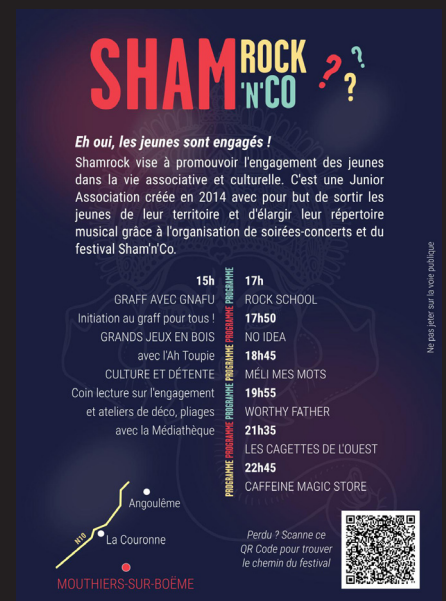 SHAM ROCK 'N'CO ???
Eh oui, les jeunes sont engagés !
Shamrock vise à promouvoir l'engagement des jeunes
dans la vie associative et culturelle. C'est une Junior
Association créée en 2014 avec pour but de sortir les
jeunes de leur territoire et d'élargir leur répertoire
musical grâce à l'organisation de soirées-concerts et du
festival Sham'n'Co.
15h
GRAFF AVEC GNAFU
Initiation au graff pour tous !
GRANDS JEUX EN BOIS
avec l'Ah Toupie
CULTURE ET DÉTENTE
Coin lecture sur l'engagement
et ateliers de déco, pliages
avec la Médiathèque
PROGRAMME PROGRAMME PROGRAMME PROGRAMME PROGRAMME PROGRAMME
17h
ROCK SCHOOL
17h50
NO IDEA
18h45
MÉLI MES MOTS
19h55
WORTHY FATHER
21h35
LES CAGETTES DE L'OUEST
22h45
CAFFEINE MAGIC STORE
Ne pas jeter sur la voie publique
Angoulême
N10
La Couronne
MOUTHIERS-SUR-BOËME
Perdu ? Scanne ce
QR Code pour trouver
le chemin du festival